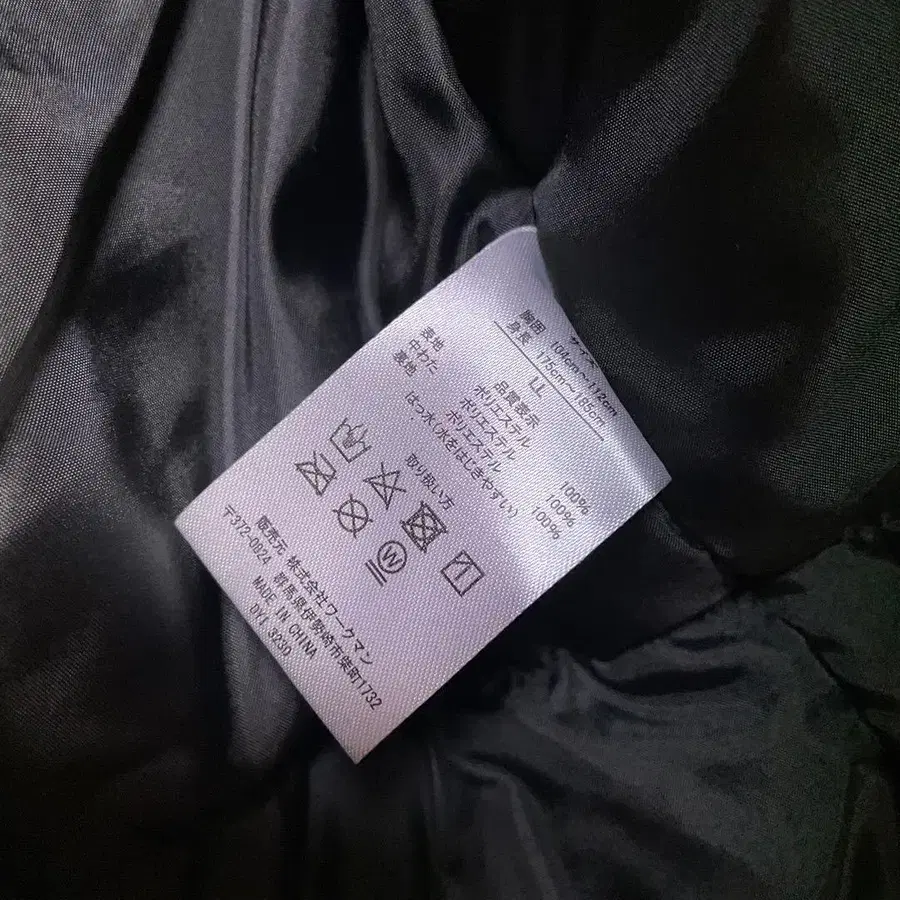 サイズ LL
胸囲 104cm～112cm
身長 175cm～185cm
品質表示
表地 ポリエステル 100%
中わた ポリエステル 100%
裏地 ポリエステル 100%
はっ水(水をはじきやすい)
取り扱い方
W
販売元 株式会社ワークマン
〒372-0024 群馬県伊勢崎市柴町1732
MADE IN CHINA
DYI 3230